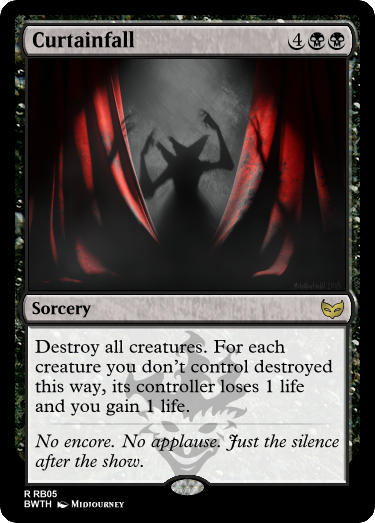 Curtainfall 4
Sorcery
Destroy all creatures. For each
creature you don't control destroyed
this way, its controller loses 1 life
and you gain 1 life.
No encore. No applause. Just the silence
after the show.
R RB05
BWTH Midjourney